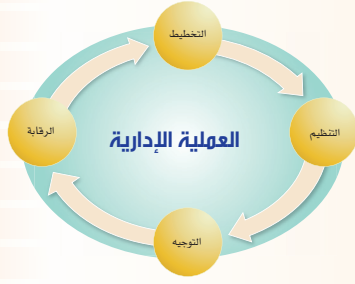 التخطيط
التنظيم
العملية الإدارية
الرقابة
التوجيه